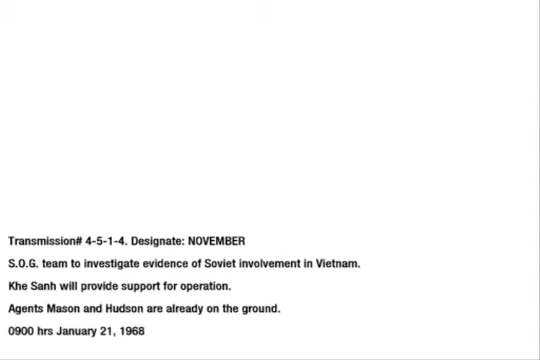 Transmission# 4-5-1-4. Designate: NOVEMBER
S.O.G. team to investigate evidence of Soviet involvement in Vietnam.
Khe Sanh will provide support for operation.
Agents Mason and Hudson are already on the ground.
0900 hrs January 21, 1968